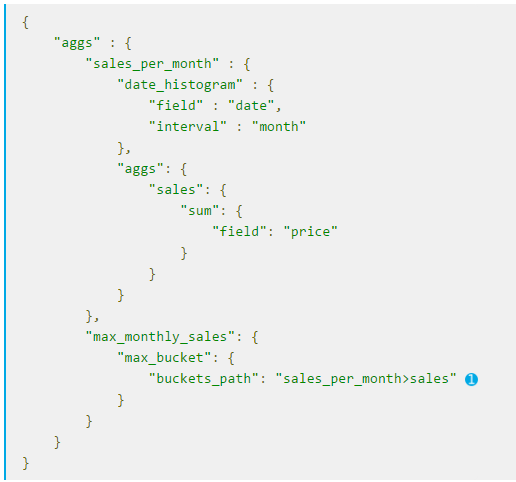 {
    "aggs" : {
        "sales_per_month" : {
            "date_histogram" : {
                "field" : "date",
                "interval" : "month"
            },
            "aggs": {
                "sales": {
                    "sum": {
                        "field": "price"
                    }
                }
            }
        },
        "max_monthly_sales": {
            "max_bucket": {
                "buckets_path": "sales_per_month>sales" 1
            }
        }
    }
}